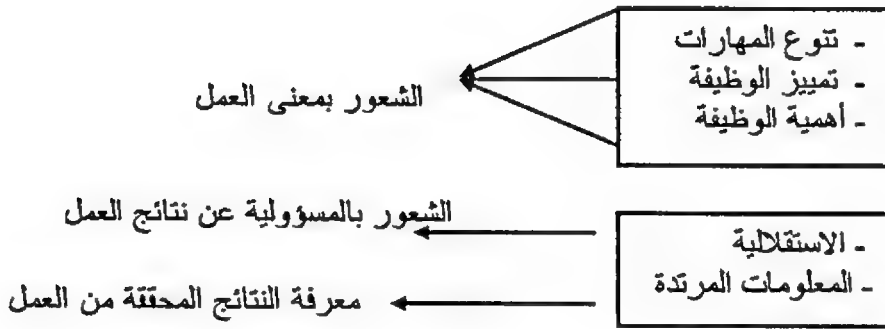 - تنوع المهارات
- تمييز الوظيفة
- أهمية الوظيفة
الشعور بمعنى العمل
- الاستقلالية
- المعلومات المرتدة
الشعور بالمسؤولية عن نتائج العمل
معرفة النتائج المحققة من العمل